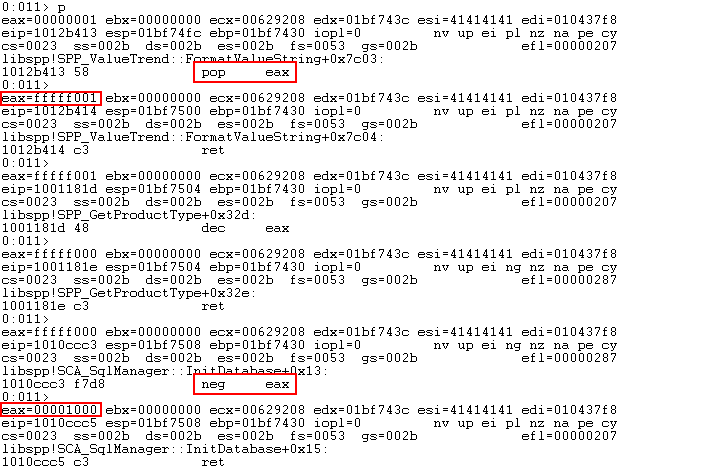 0:011> p
eax=00000001 ebx=00000000 ecx=00629208 edx=01bf743c esi=41414141 edi=010437f8
eip=1012b413 esp=01bf74fc ebp=01bf7430 iopl=0 nv up ei pl nz na pe cy
cs=0023 ss=002b ds=002b es=002b fs=0053 gs=002b efl=00000207
libspp!SPP_ValueTrend::FormatValueString+0x7c03:
1012b413 58 pop eax
0:011>
eax=fffff001 ebx=00000000 ecx=00629208 edx=01bf743c esi=41414141 edi=010437f8
eip=1012b414 esp=01bf7500 ebp=01bf7430 iopl=0 nv up ei pl nz na pe cy
cs=0023 ss=002b ds=002b es=002b fs=0053 gs=002b efl=00000207
libspp!SPP_ValueTrend::FormatValueString+0x7c04:
1012b414 c3 ret
0:011>
eax=fffff001 ebx=00000000 ecx=00629208 edx=01bf743c esi=41414141 edi=010437f8
eip=1001181d esp=01bf7504 ebp=01bf7430 iopl=0 nv up ei pl nz na pe cy
cs=0023 ss=002b ds=002b es=002b fs=0053 gs=002b efl=00000207
libspp!SPP_GetProductType+0x32d:
1001181d 48 dec eax
0:011>
eax=fffff000 ebx=00000000 ecx=00629208 edx=01bf743c esi=41414141 edi=010437f8
eip=1001181e esp=01bf7504 ebp=01bf7430 iopl=0 nv up ei ng nz na pe cy
cs=0023 ss=002b ds=002b es=002b fs=0053 gs=002b efl=00000287
libspp!SPP_GetProductType+0x32e:
1001181e c3 ret
0:011>
eax=fffff000 ebx=00000000 ecx=00629208 edx=01bf743c esi=41414141 edi=010437f8
eip=1010ccc3 esp=01bf7508 ebp=01bf7430 iopl=0 nv up ei ng nz na pe cy
cs=0023 ss=002b ds=002b es=002b fs=0053 gs=002b efl=00000287
libspp!SCA_SqlManager::InitDatabase+0x13:
1010ccc3 f7d8 neg eax
0:011>
eax=00001000 ebx=00000000 ecx=00629208 edx=01bf743c esi=41414141 edi=010437f8
eip=1010ccc5 esp=01bf7508 ebp=01bf7430 iopl=0 nv up ei pl nz na pe cy
cs=0023 ss=002b ds=002b es=002b fs=0053 gs=002b efl=00000207
libspp!SCA_SqlManager::InitDatabase+0x15:
1010ccc5 c3 ret